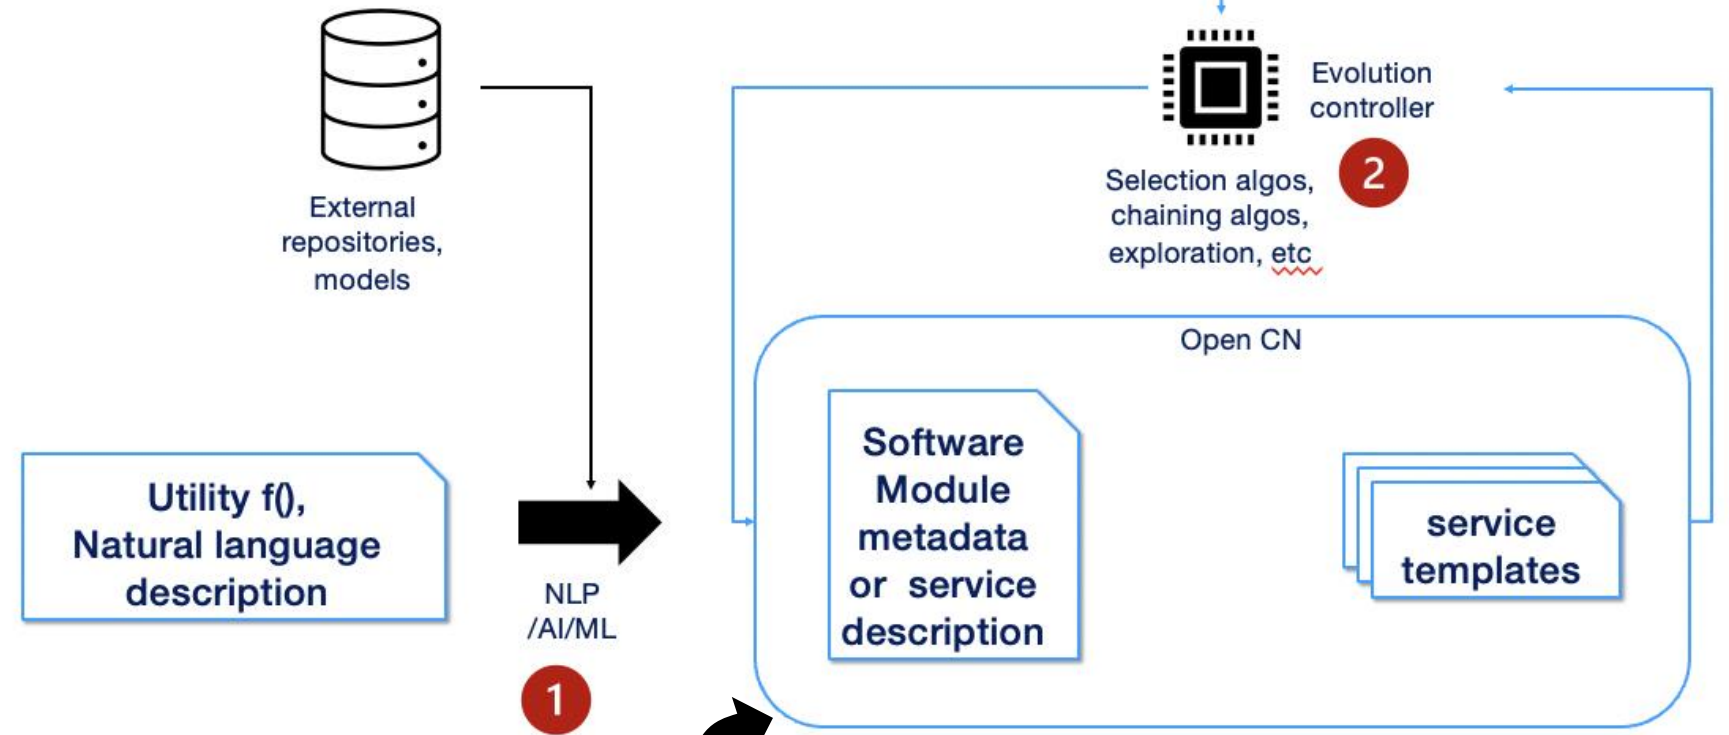 External
repositories,
models
Evolution
controller
2
Selection algos,
chaining algos,
exploration, etc
Open CN
Utility f(),
Natural language
description
NLP
/AI/ML
1
Software
Module
metadata
or service
description
service
templates